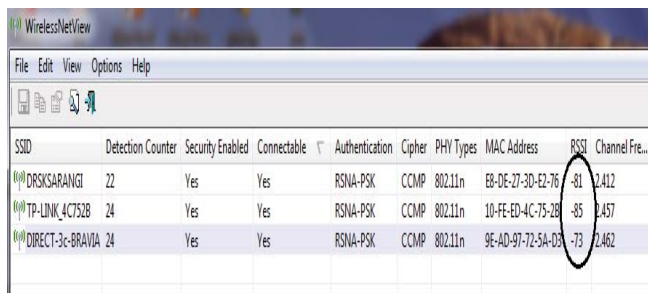 WirelessNetView
File Edit View Options Help
SSID Detection Counter Security Enabled Connectable Authentication Cipher PHY Types MAC Address RSSI Channel Fre...
DRSKSARANGI 22 Yes Yes RSNA-PSK CCMP 802.11n E8-DE-27-3D-E2-76 -81 2.412
TP-LINK_4C752B 24 Yes Yes RSNA-PSK CCMP 802.11n 10-FE-ED-4C-75-2B -85 2.457
DIRECT-3c-BRAVIA 24 Yes Yes RSNA-PSK CCMP 802.11n 9E-AD-97-72-5A-D3 -73 2.462